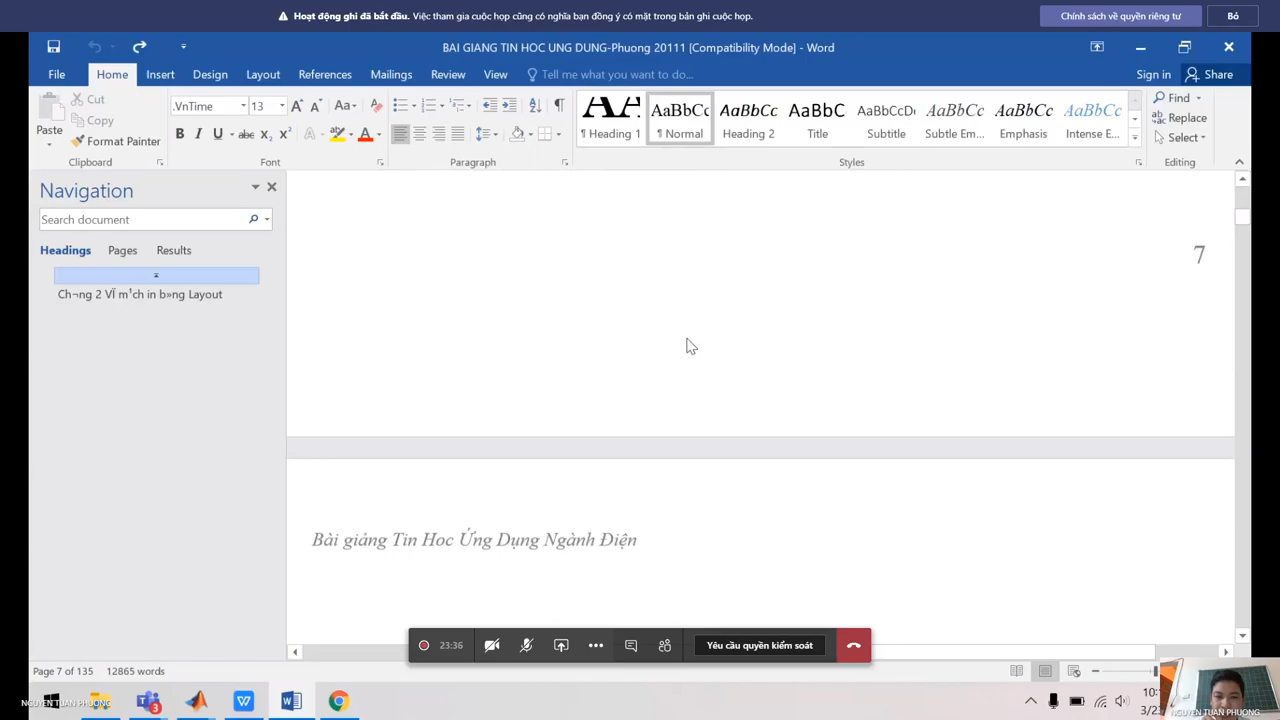 Hoạt động ghi đã bắt đầu. Việc tham gia cuộc họp cũng có nghĩa bạn đồng ý có mặt trong bản ghi cuộc họp.
Chính sách về quyền riêng tư
Bỏ
BAI GIANG TIN HOC UNG DUNG-Phuong 20111 [Compatibility Mode] - Word
File Home Insert Design Layout References Mailings Review View Tell me what you want to do...
Sign in Share
Paste
Cut
Copy
Format Painter
Clipboard
.VnTime 13
Font
Paragraph
¶ Heading 1
AaBbCc ¶ Normal
AaBbCc Heading 2
AaBbC Title
AaBbCcDc Subtitle
AaBbCc Subtle Em...
AaBbCc Emphasis
AaBbCc Intense E...
Styles
Find
Replace
Select
Editing
Navigation
Search document
Headings Pages Results
Ch¬ng 2 VÏ m¹ch in b»ng Layout
7
Bài giảng Tin Học Ứng Dụng Ngành Điện
23:36
Yêu cầu quyền kiểm soát
Page 7 of 135 12865 words
NGUYEN TUAN PHUONG
3
NGUYEN TUAN PHUONG